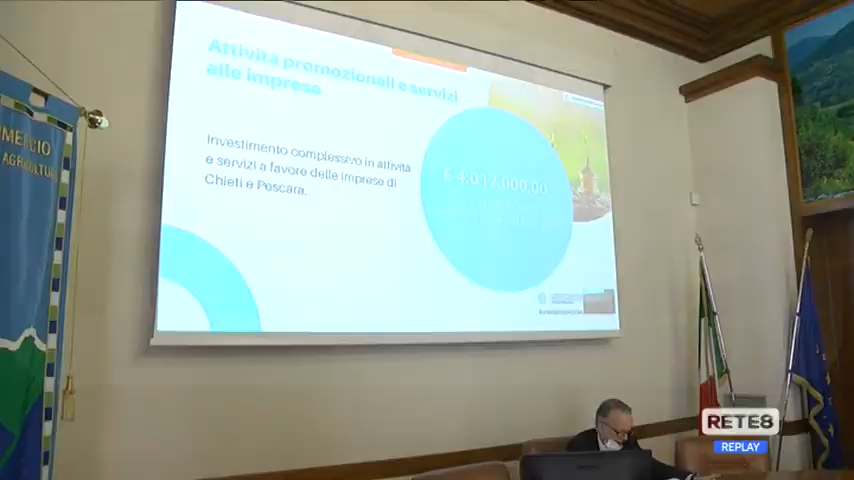 Attività promozionali e servizi
alle imprese
Investimento complessivo in attività
e servizi a favore delle imprese di
Chieti e Pescara.
€ 4.017.000,00
MERCIO
AGRICOLTU
RETE8
REPLAY